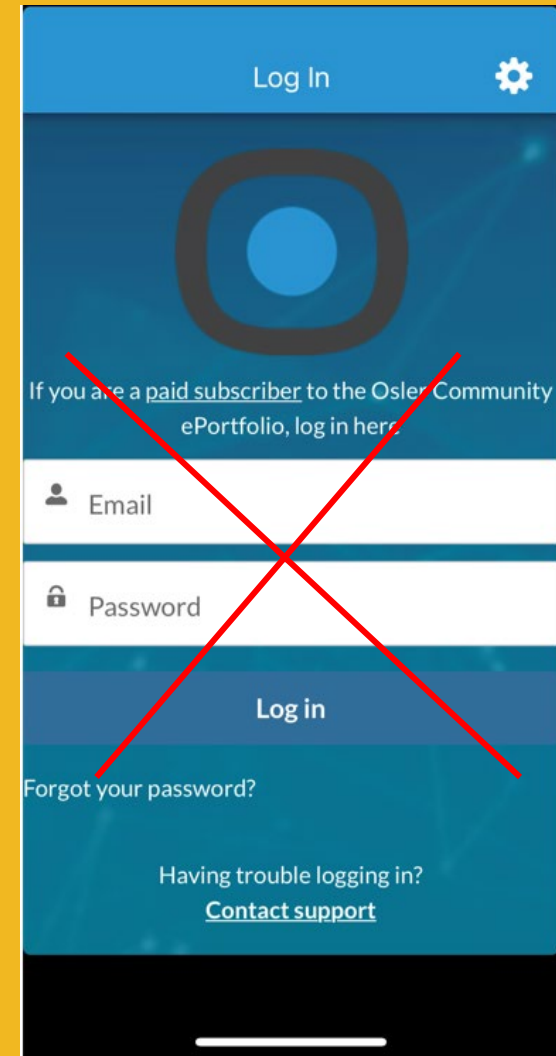 Log In
If you are a paid subscriber to the Osler Community
ePortfolio, log in here
Email
Password
Log in
Forgot your password?
Having trouble logging in?
Contact support